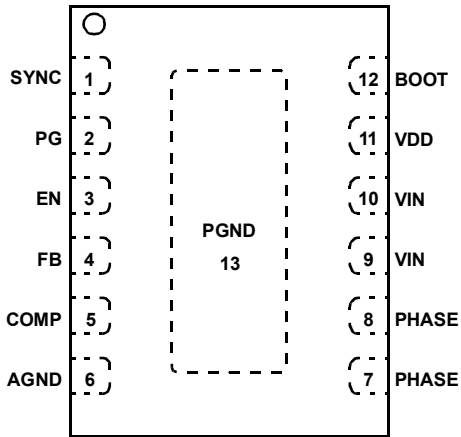 SYNC 1 12 BOOT
PG 2 11 VDD
EN 3 10 VIN
PGND
13
FB 4 9 VIN
COMP 5 8 PHASE
AGND 6 7 PHASE